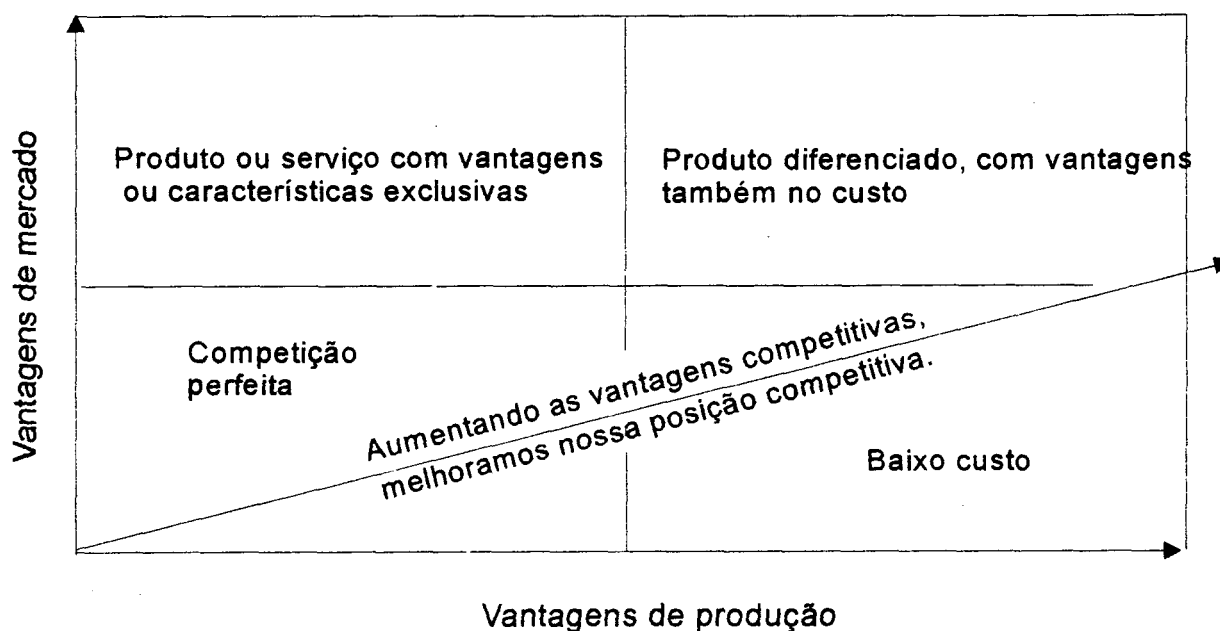 Vantagens de mercado
Produto ou serviço com vantagens
ou características exclusivas
Produto diferenciado, com vantagens
também no custo
Competição
perfeita
Aumentando as vantagens competitivas,
melhoramos nossa posição competitiva.
Baixo custo
Vantagens de produção